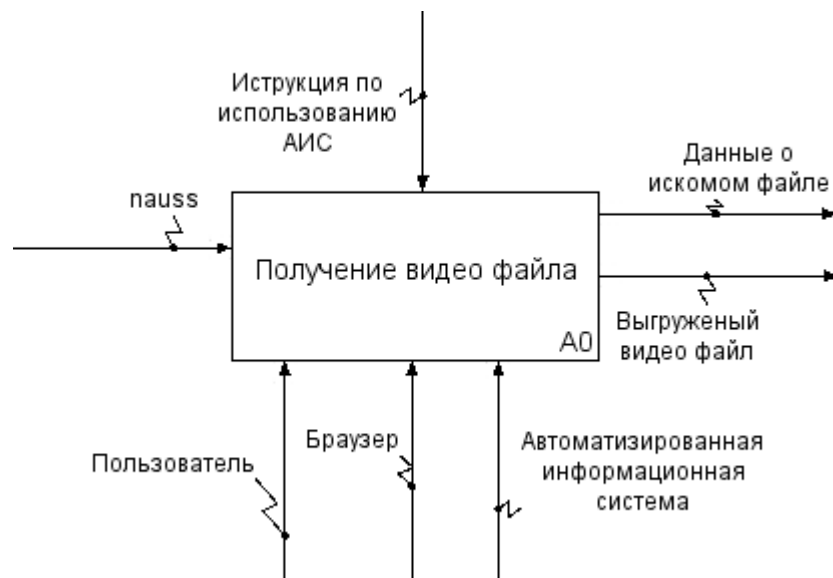 Иструкция по
использованию
АИС
Данные о
искомом файле
nauss
Получение видео файла
A0
Выгруженый
видео файл
Пользователь
Браузер
Автоматизированная
информационная
система